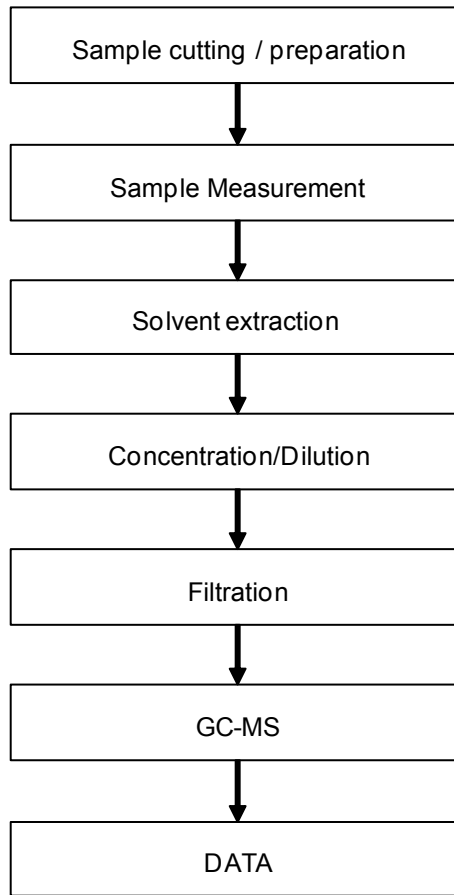 Sample cutting / preparation
Sample Measurement
Solvent extraction
Concentration/Dilution
Filtration
GC-MS
DATA